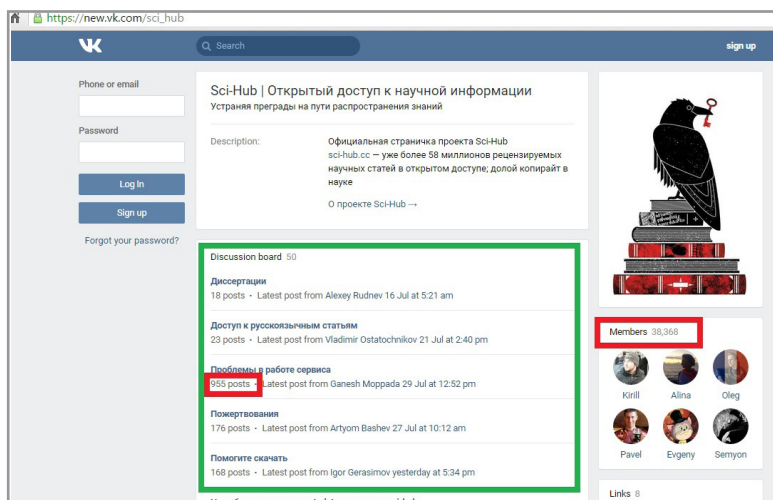 https://new.vk.com/sci_hub
Search
sign up
Phone or email
Password
Log In
Sign up
Forgot your password?
Sci-Hub | Открытый доступ к научной информации
Устраняя преграды на пути распространения знаний
Description:
Официальная страничка проекта Sci-Hub
sci-hub.cc — уже более 58 миллионов рецензируемых
научных статей в открытом доступе; долой копирайт в
науке
О проекте Sci-Hub →
Discussion board 50
Диссертации
18 posts · Latest post from Alexey Rudnev 16 Jul at 5:21 am
Доступ к русскоязычным статьям
23 posts · Latest post from Vladimir Ostatochnikov 21 Jul at 2:40 pm
Проблемы в работе сервиса
955 posts · Latest post from Ganesh Moppada 29 Jul at 12:52 pm
Пожертвования
176 posts · Latest post from Artyom Bashev 27 Jul at 10:12 am
Помогите скачать
168 posts · Latest post from Igor Gerasimov yesterday at 5:34 pm
Members 38,368
Kirill Alina Oleg
Pavel Evgeny Semyon
Links 8